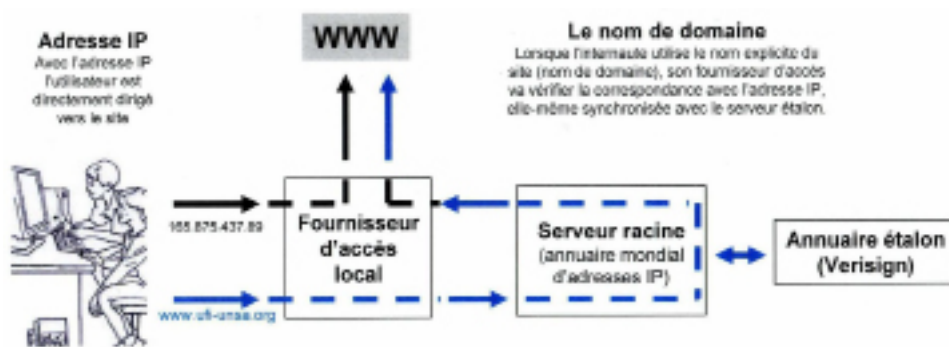 Adresse IP
Avec l'adresse IP
l'utilisateur est
directement dirigé
vers le site
WWW
Le nom de domaine
Lorsque l'internaute utilise le nom explicite du
site (nom de domaine), son fournisseur d'accès
va vérifier la correspondance avec l'adresse IP,
elle-même synchronisée avec le serveur étalon.
165.875.437.89
Fournisseur
d'accès
local
Serveur racine
(annuaire mondial
d'adresses IP)
Annuaire étalon
(Verisign)
www.ufi-unsa.org